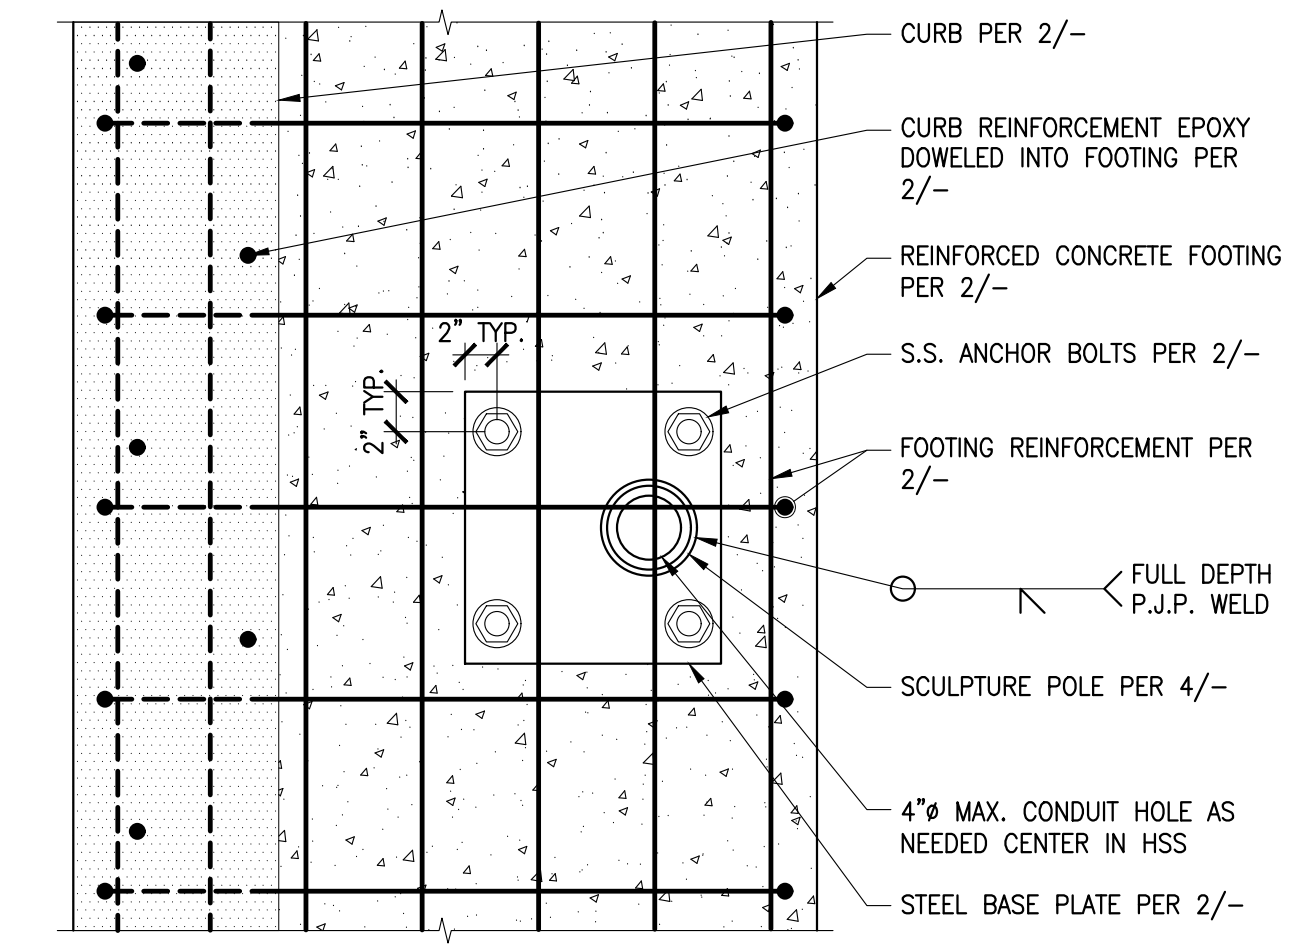 CURB PER 2/–
CURB REINFORCEMENT EPOXY
DOWELED INTO FOOTING PER
2/–
REINFORCED CONCRETE FOOTING
PER 2/–
2" TYP.
2" TYP.
S.S. ANCHOR BOLTS PER 2/–
FOOTING REINFORCEMENT PER
2/–
FULL DEPTH
P.J.P. WELD
SCULPTURE POLE PER 4/–
4"ø MAX. CONDUIT HOLE AS
NEEDED CENTER IN HSS
STEEL BASE PLATE PER 2/–